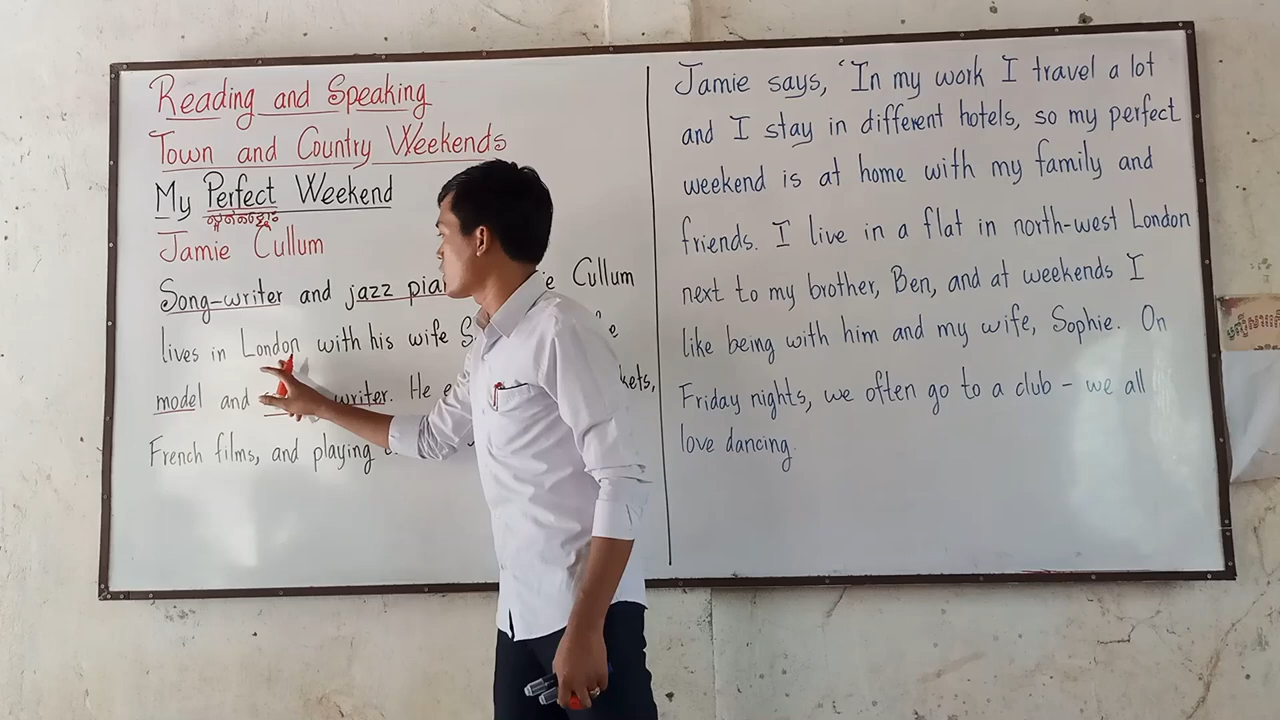 Reading and Speaking
Town and Country Weekends
My Perfect Weekend
Jamie Cullum
Song-writer and jazz Cullum
lives in London with his wife
model and writer. He
French films, and playing
Jamie says, ‘In my work I travel a lot
and I stay in different hotels, so my perfect
weekend is at home with my family and
friends. I live in a flat in north-west London
next to my brother, Ben, and at weekends I
like being with him and my wife, Sophie. On
Friday nights, we often go to a club – we all
love dancing.